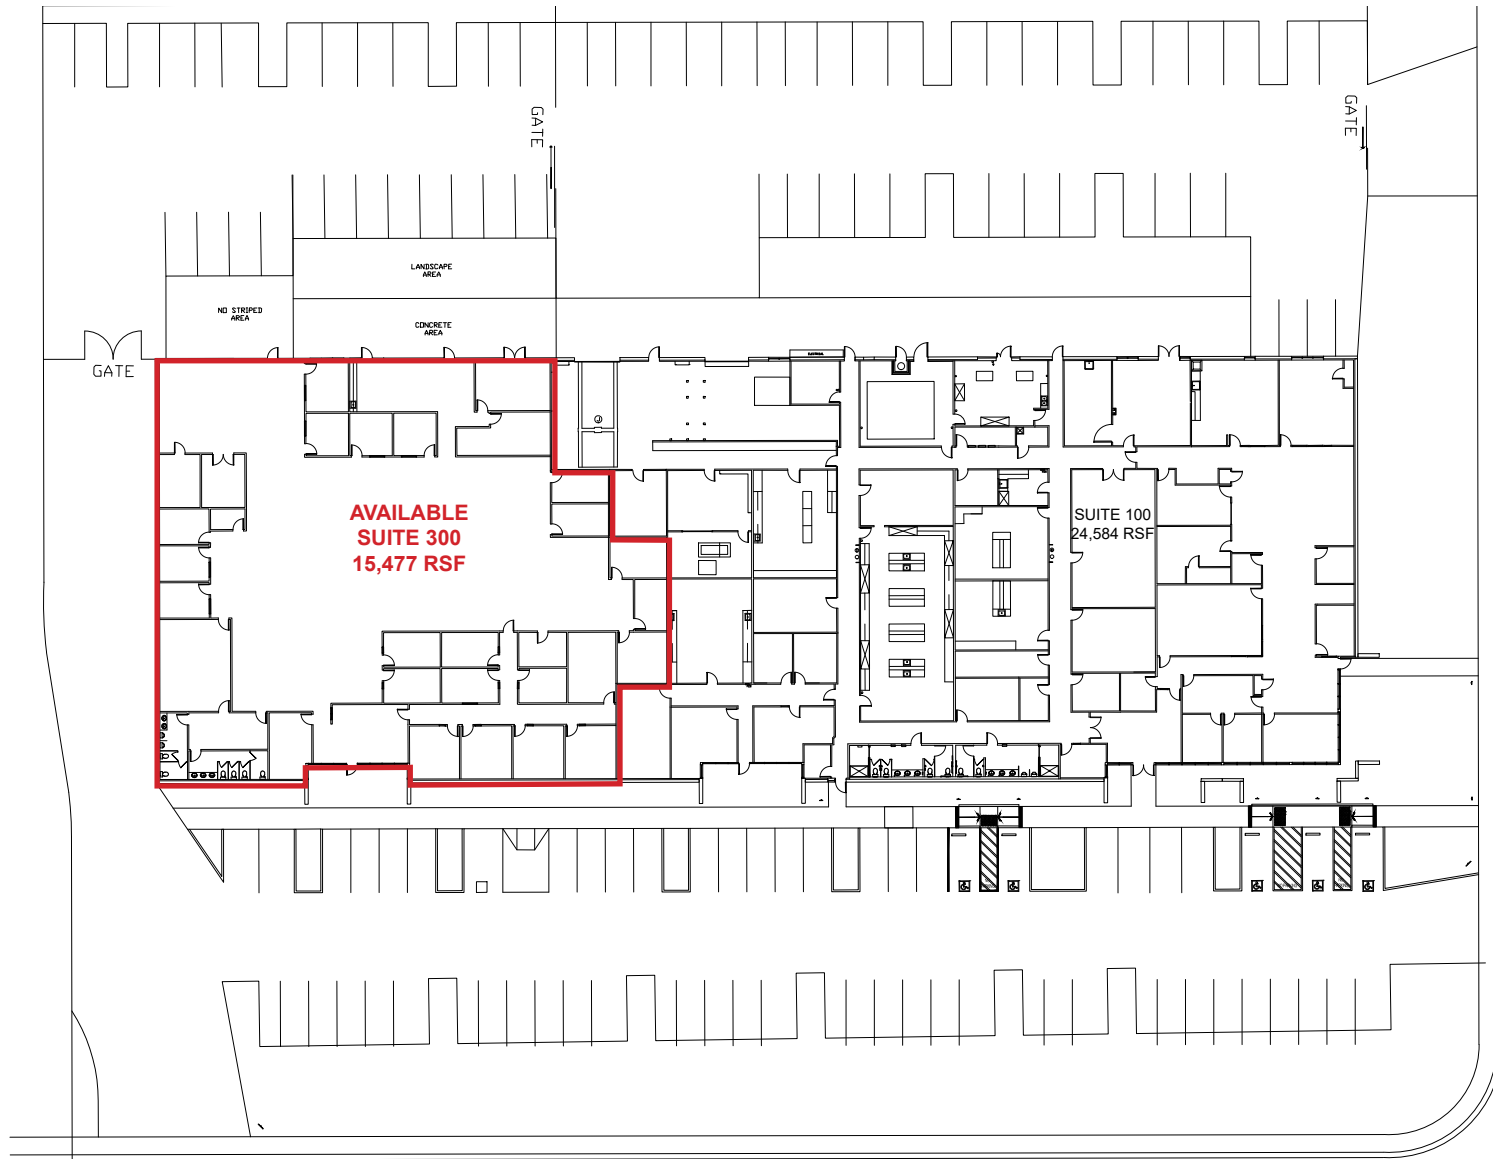 GATE
GATE
LANDSCAPE
AREA
NO STRIPED
AREA
CONCRETE
AREA
ELECTRICAL
GATE
AVAILABLE
SUITE 300
15,477 RSF
SUITE 100
24,584 RSF